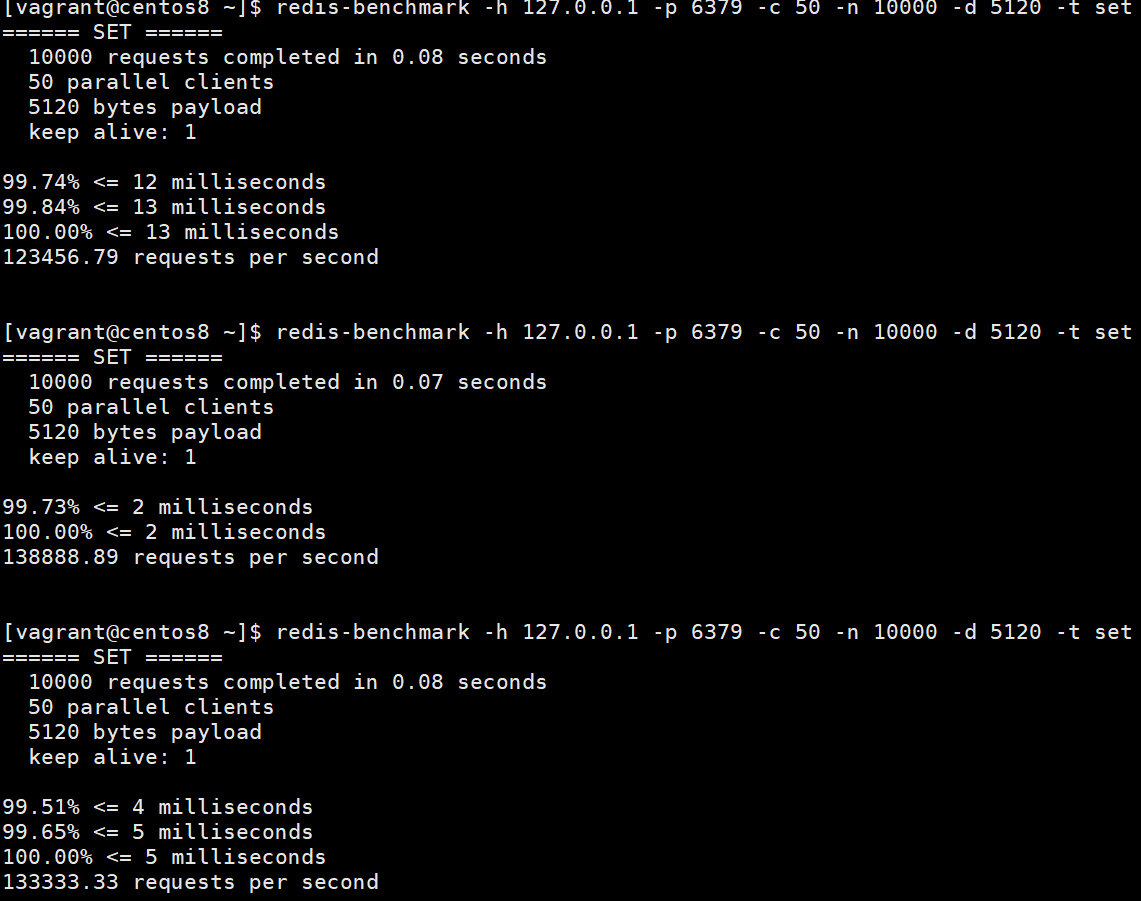 [vagrant@centos8 ~]$ redis-benchmark -h 127.0.0.1 -p 6379 -c 50 -n 10000 -d 5120 -t set
====== SET ======
  10000 requests completed in 0.08 seconds
  50 parallel clients
  5120 bytes payload
  keep alive: 1

99.74% <= 12 milliseconds
99.84% <= 13 milliseconds
100.00% <= 13 milliseconds
123456.79 requests per second

[vagrant@centos8 ~]$ redis-benchmark -h 127.0.0.1 -p 6379 -c 50 -n 10000 -d 5120 -t set
====== SET ======
  10000 requests completed in 0.07 seconds
  50 parallel clients
  5120 bytes payload
  keep alive: 1

99.73% <= 2 milliseconds
100.00% <= 2 milliseconds
138888.89 requests per second

[vagrant@centos8 ~]$ redis-benchmark -h 127.0.0.1 -p 6379 -c 50 -n 10000 -d 5120 -t set
====== SET ======
  10000 requests completed in 0.08 seconds
  50 parallel clients
  5120 bytes payload
  keep alive: 1

99.51% <= 4 milliseconds
99.65% <= 5 milliseconds
100.00% <= 5 milliseconds
133333.33 requests per second